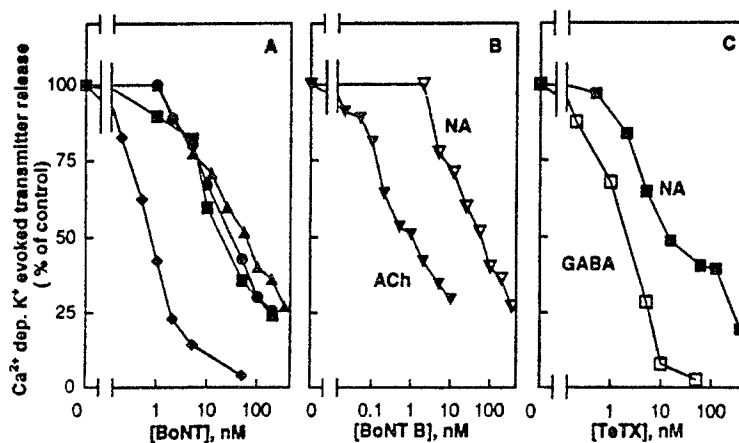 Ca²⁺ dep. K⁺ evoked transmitter release
( % of control)
100
75
50
25
0
A
0
1
10
100
[BoNT], nM
B
NA
ACh
0
0.1
1
10
100
[BoNT B], nM
C
NA
GABA
0
1
10
100
[TeTX], nM